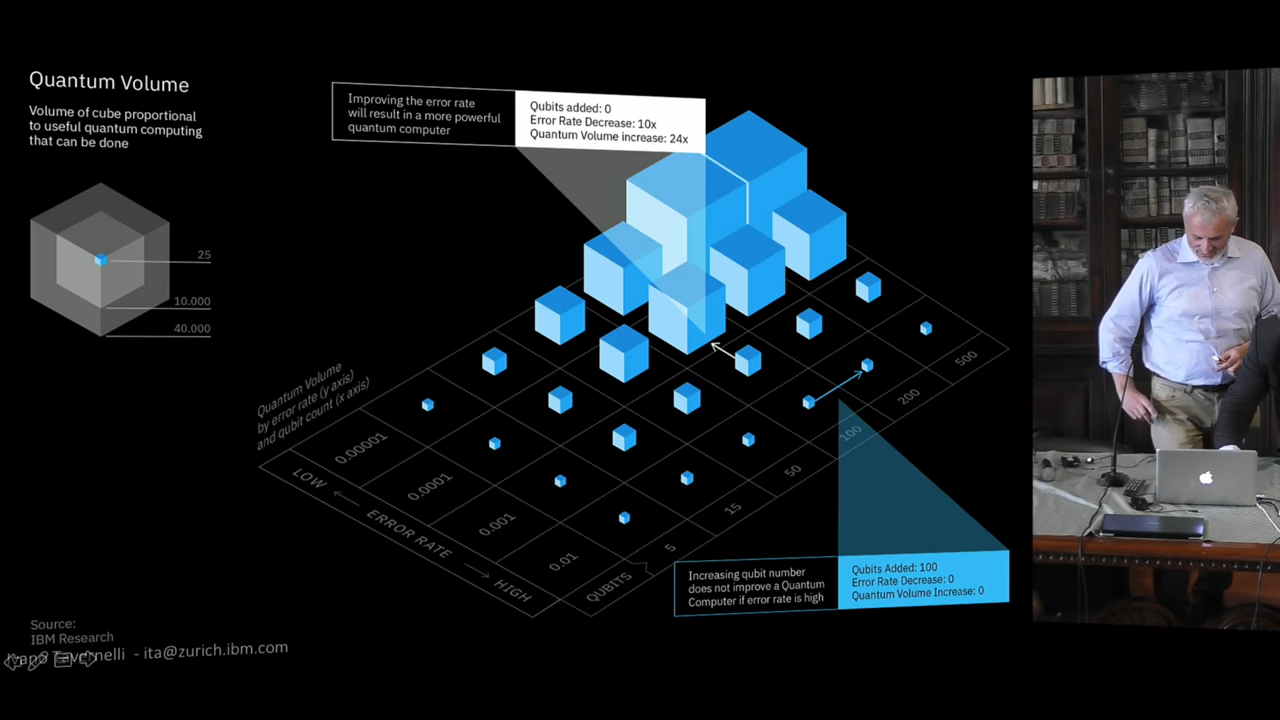 Quantum Volume
Volume of cube proportional
to useful quantum computing
that can be done
25
10.000
40.000
Improving the error rate
will result in a more powerful
quantum computer
Qubits added: 0
Error Rate Decrease: 10x
Quantum Volume increase: 24x
Quantum Volume
by error rate (y axis)
and qubit count (x axis)
0.00001
0.0001
0.001
0.01
LOW ← ERROR RATE → HIGH
QUBITS
5
15
50
100
200
500
Increasing qubit number
does not improve a Quantum
Computer if error rate is high
Qubits Added: 100
Error Rate Decrease: 0
Quantum Volume Increase: 0
Source:
IBM Research
- ita@zurich.ibm.com